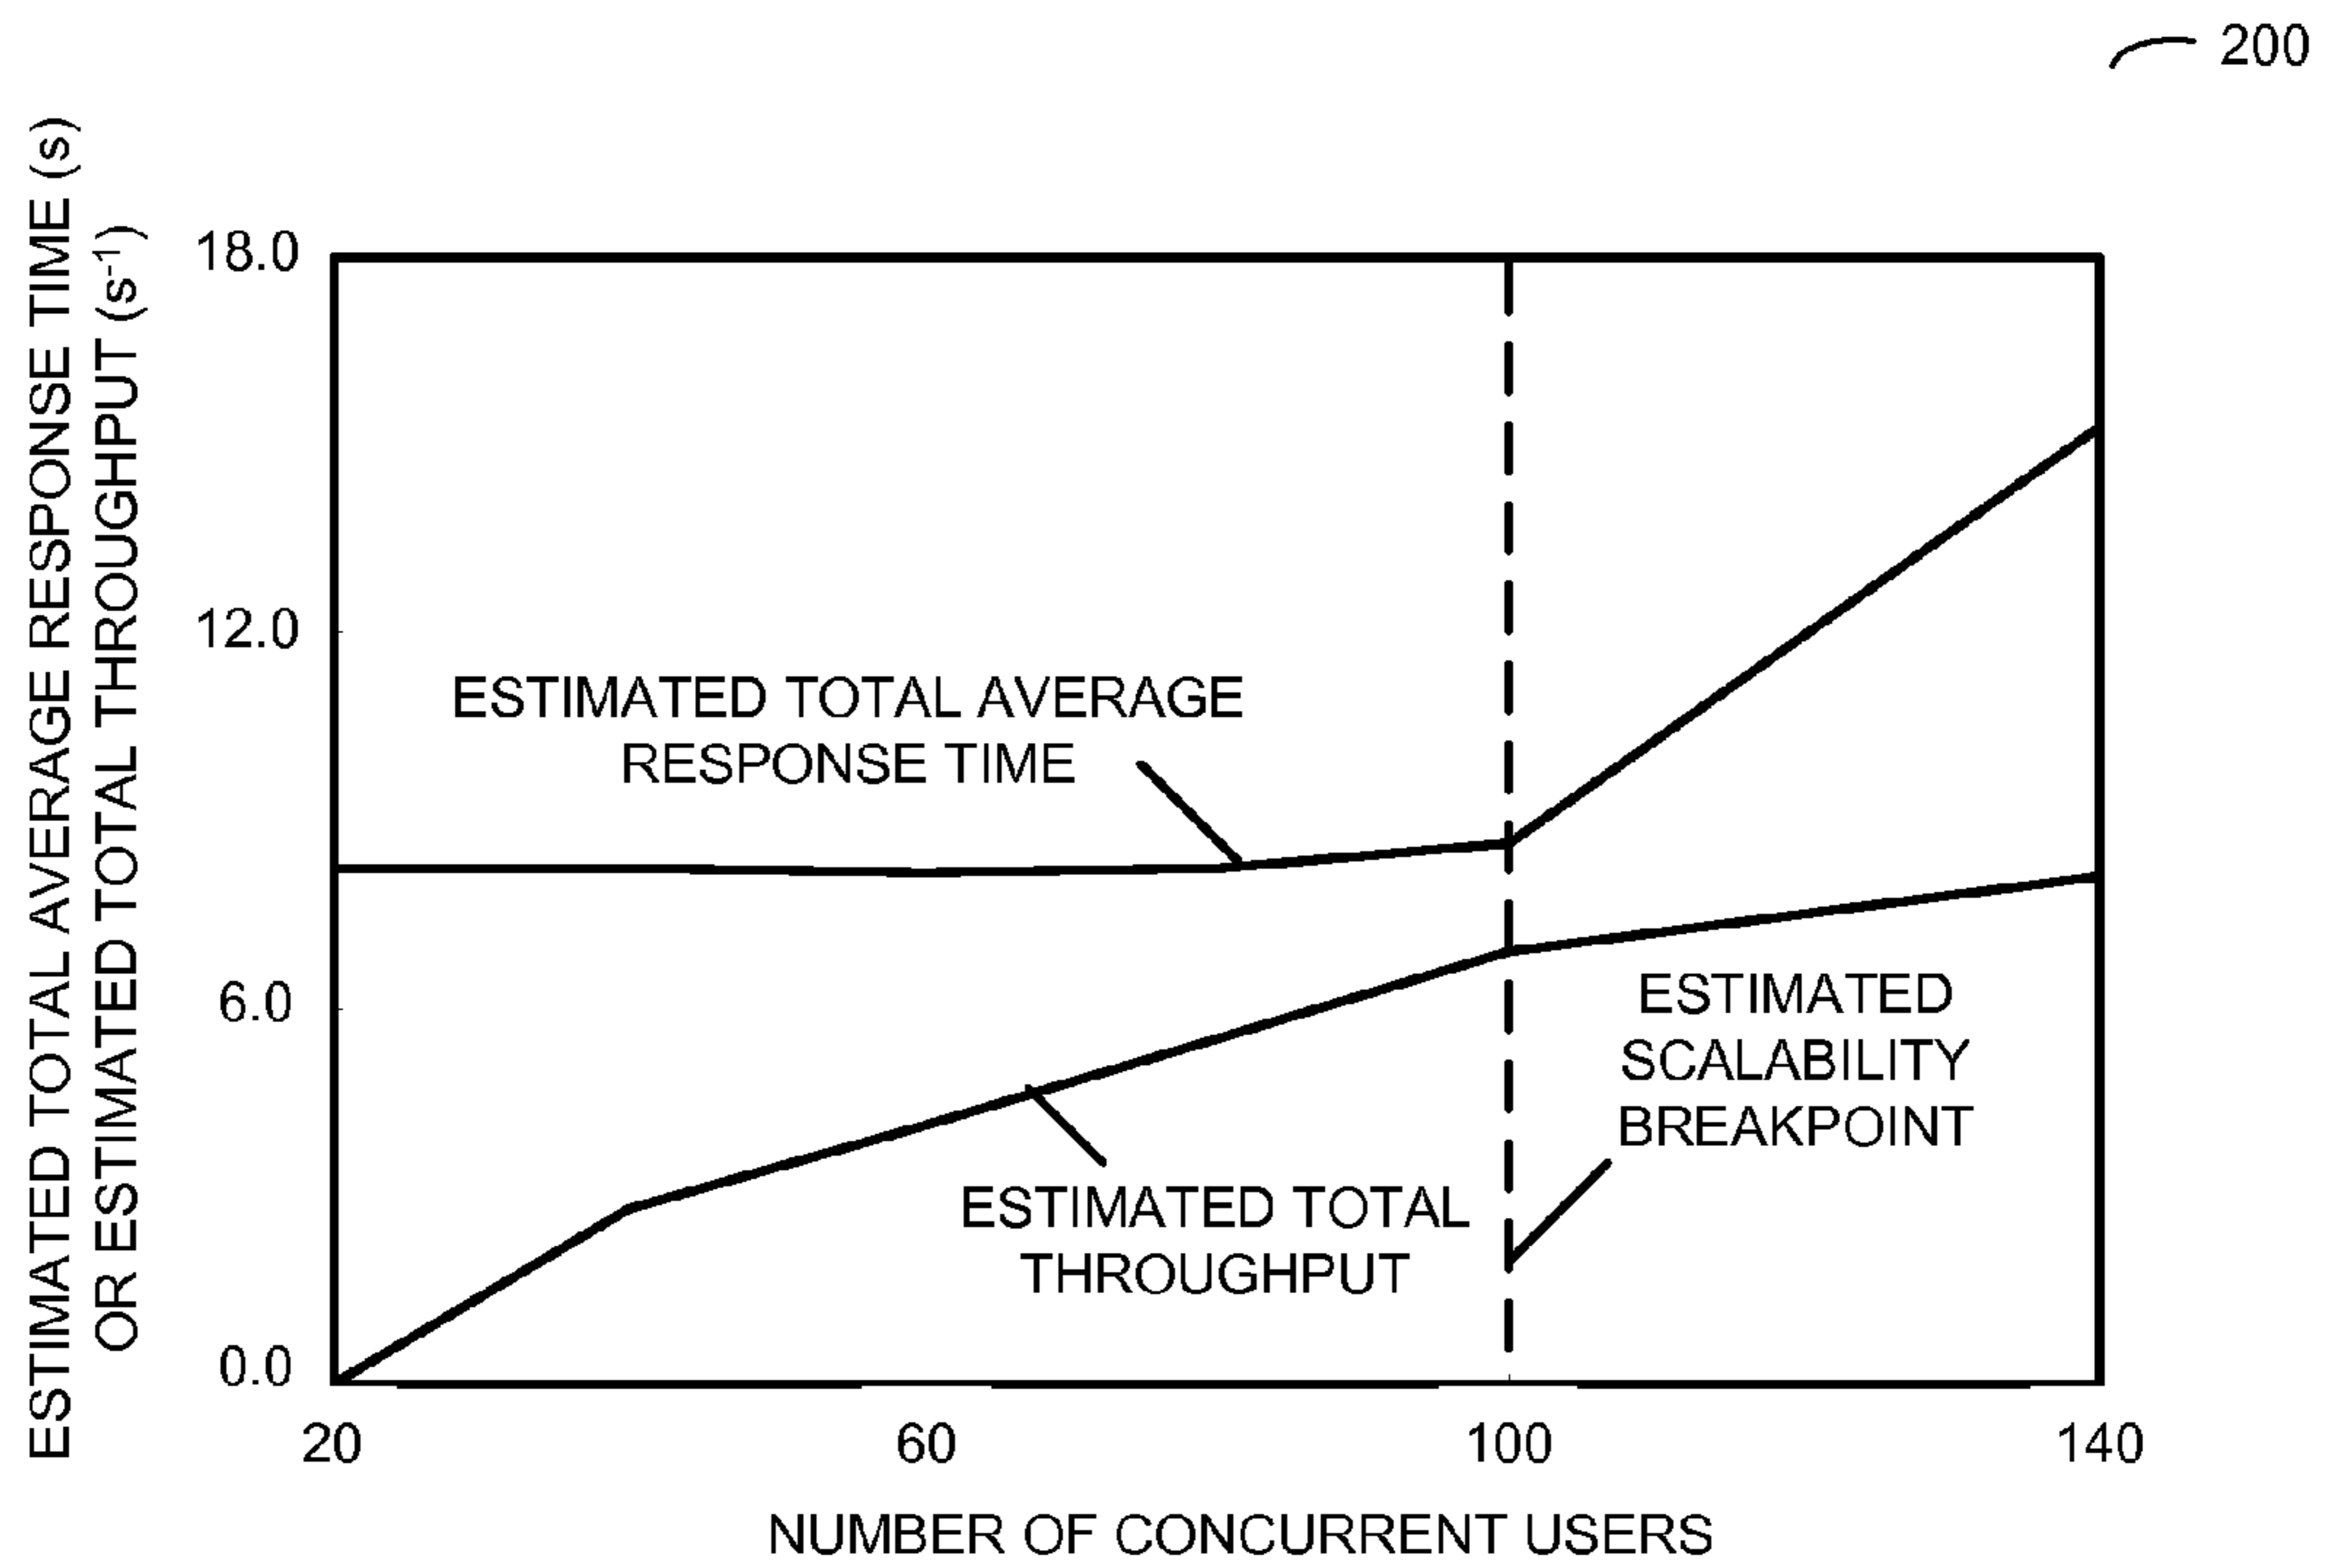 200
ESTIMATED TOTAL AVERAGE RESPONSE TIME (s)
OR ESTIMATED TOTAL THROUGHPUT (s-1)
18.0
12.0
6.0
0.0
ESTIMATED TOTAL AVERAGE
RESPONSE TIME
ESTIMATED
SCALABILITY
BREAKPOINT
ESTIMATED TOTAL
THROUGHPUT
20
60
100
140
NUMBER OF CONCURRENT USERS